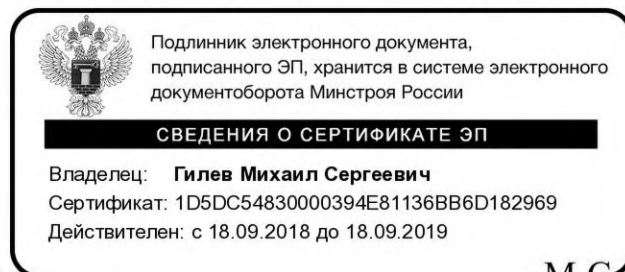 Подлинник электронного документа,
подписанного ЭП, хранится в системе электронного
документооборота Минстроя России
СВЕДЕНИЯ О СЕРТИФИКАТЕ ЭП
Владелец: Гилев Михаил Сергеевич
Сертификат: 1D5DC54830000394E81136BB6D182969
Действителен: с 18.09.2018 до 18.09.2019